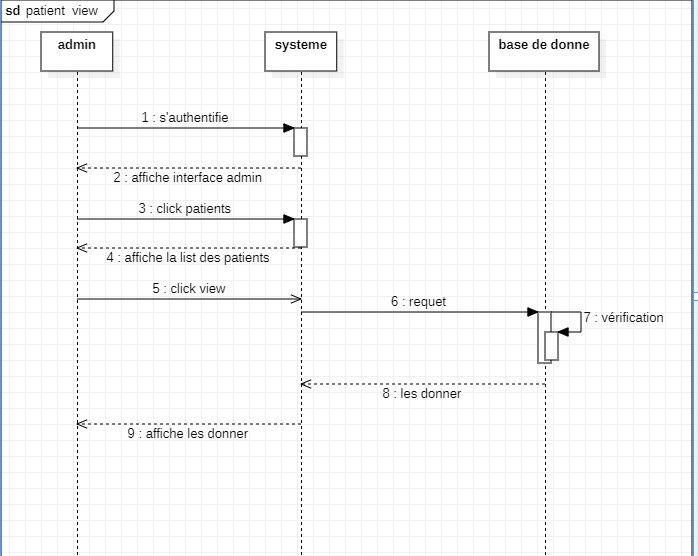 sd patient view
admin
systeme
base de donne
1 : s'authentifie
2 : affiche interface admin
3 : click patients
4 : affiche la list des patients
5 : click view
6 : requet
7 : vérification
8 : les donner
9 : affiche les donner